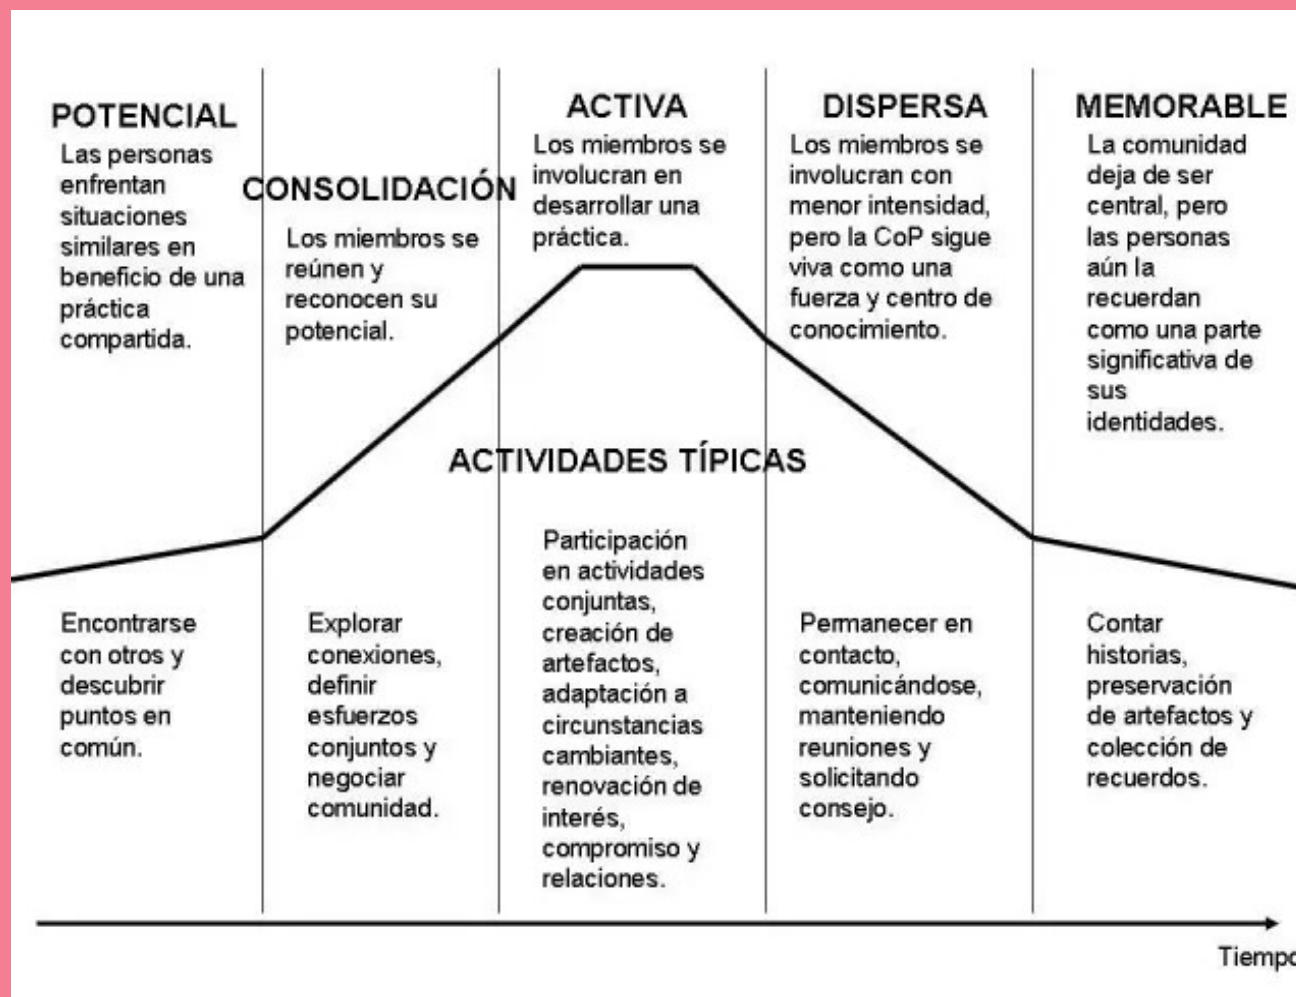 POTENCIAL
Las personas
enfrentan
situaciones
similares en
beneficio de una
práctica
compartida.
CONSOLIDACIÓN
Los miembros se
reúnen y
reconocen su
potencial.
ACTIVA
Los miembros se
involucran en
desarrollar una
práctica.
DISPERSA
Los miembros se
involucran con
menor intensidad,
pero la CoP sigue
viva como una
fuerza y centro de
conocimiento.
MEMORABLE
La comunidad
deja de ser
central, pero
las personas
aún la
recuerdan
como una parte
significativa de
sus
identidades.
ACTIVIDADES TÍPICAS
Encontrarse
con otros y
descubrir
puntos en
común.
Explorar
conexiones,
definir
esfuerzos
conjuntos y
negociar
comunidad.
Participación
en actividades
conjuntas,
creación de
artefactos,
adaptación a
circunstancias
cambiantes,
renovación de
interés,
compromiso y
relaciones.
Permanecer en
contacto,
comunicándose,
manteniendo
reuniones y
solicitando
consejo.
Contar
historias,
preservación
de artefactos y
colección de
recuerdos.
Tiempo